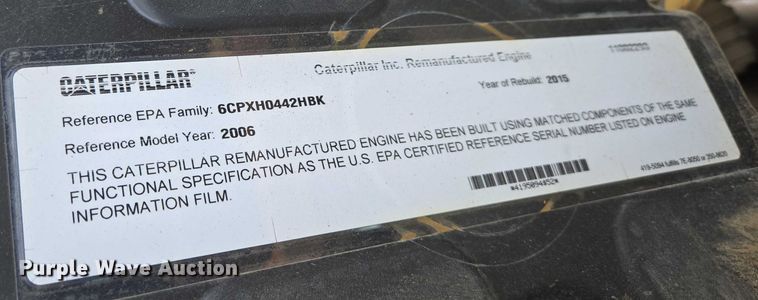 CATERPILLAR®
Caterpillar Inc. Remanufactured Engine
Reference EPA Family: 6CPXH0442HBK
Year of Rebuild: 2015
Reference Model Year: 2006
THIS CATERPILLAR REMANUFACTURED ENGINE HAS BEEN BUILT USING MATCHED COMPONENTS OF THE SAME
FUNCTIONAL SPECIFICATION AS THE U.S. EPA CERTIFIED REFERENCE SERIAL NUMBER LISTED ON ENGINE
INFORMATION FILM.
*4195094#52*
Purple Wave Auction